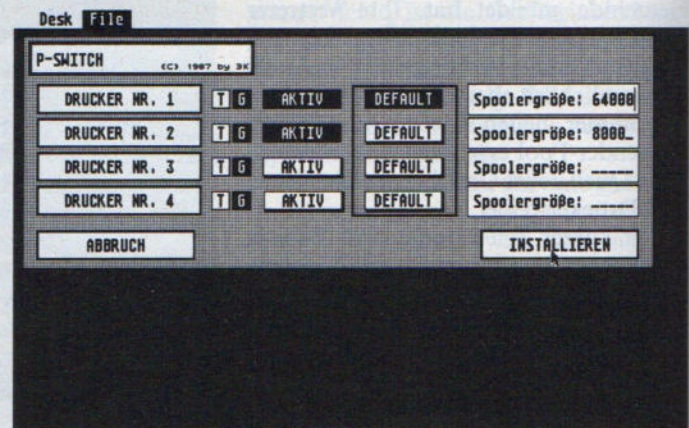 Desk File
P-SWITCH (C) 1987 by 3K
DRUCKER NR. 1 T G AKTIV DEFAULT Spoolergröße: 64000
DRUCKER NR. 2 T G AKTIV DEFAULT Spoolergröße: 8000_
DRUCKER NR. 3 T G AKTIV DEFAULT Spoolergröße: _____
DRUCKER NR. 4 T G AKTIV DEFAULT Spoolergröße: _____
ABBRUCH INSTALLIEREN